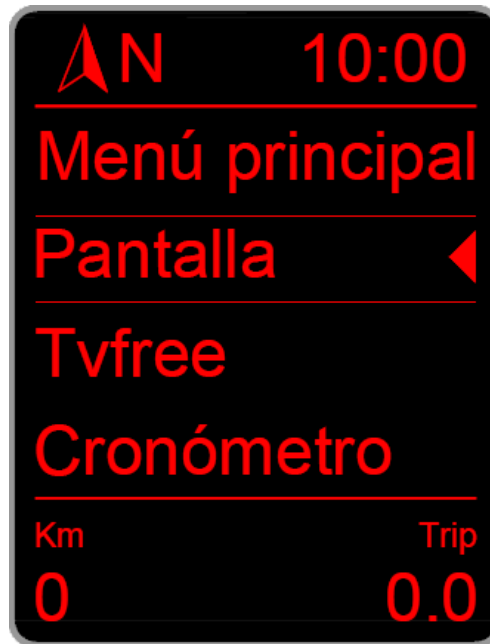 N 10:00
Menú principal
Pantalla
Tvfree
Cronómetro
Km Trip
0 0.0